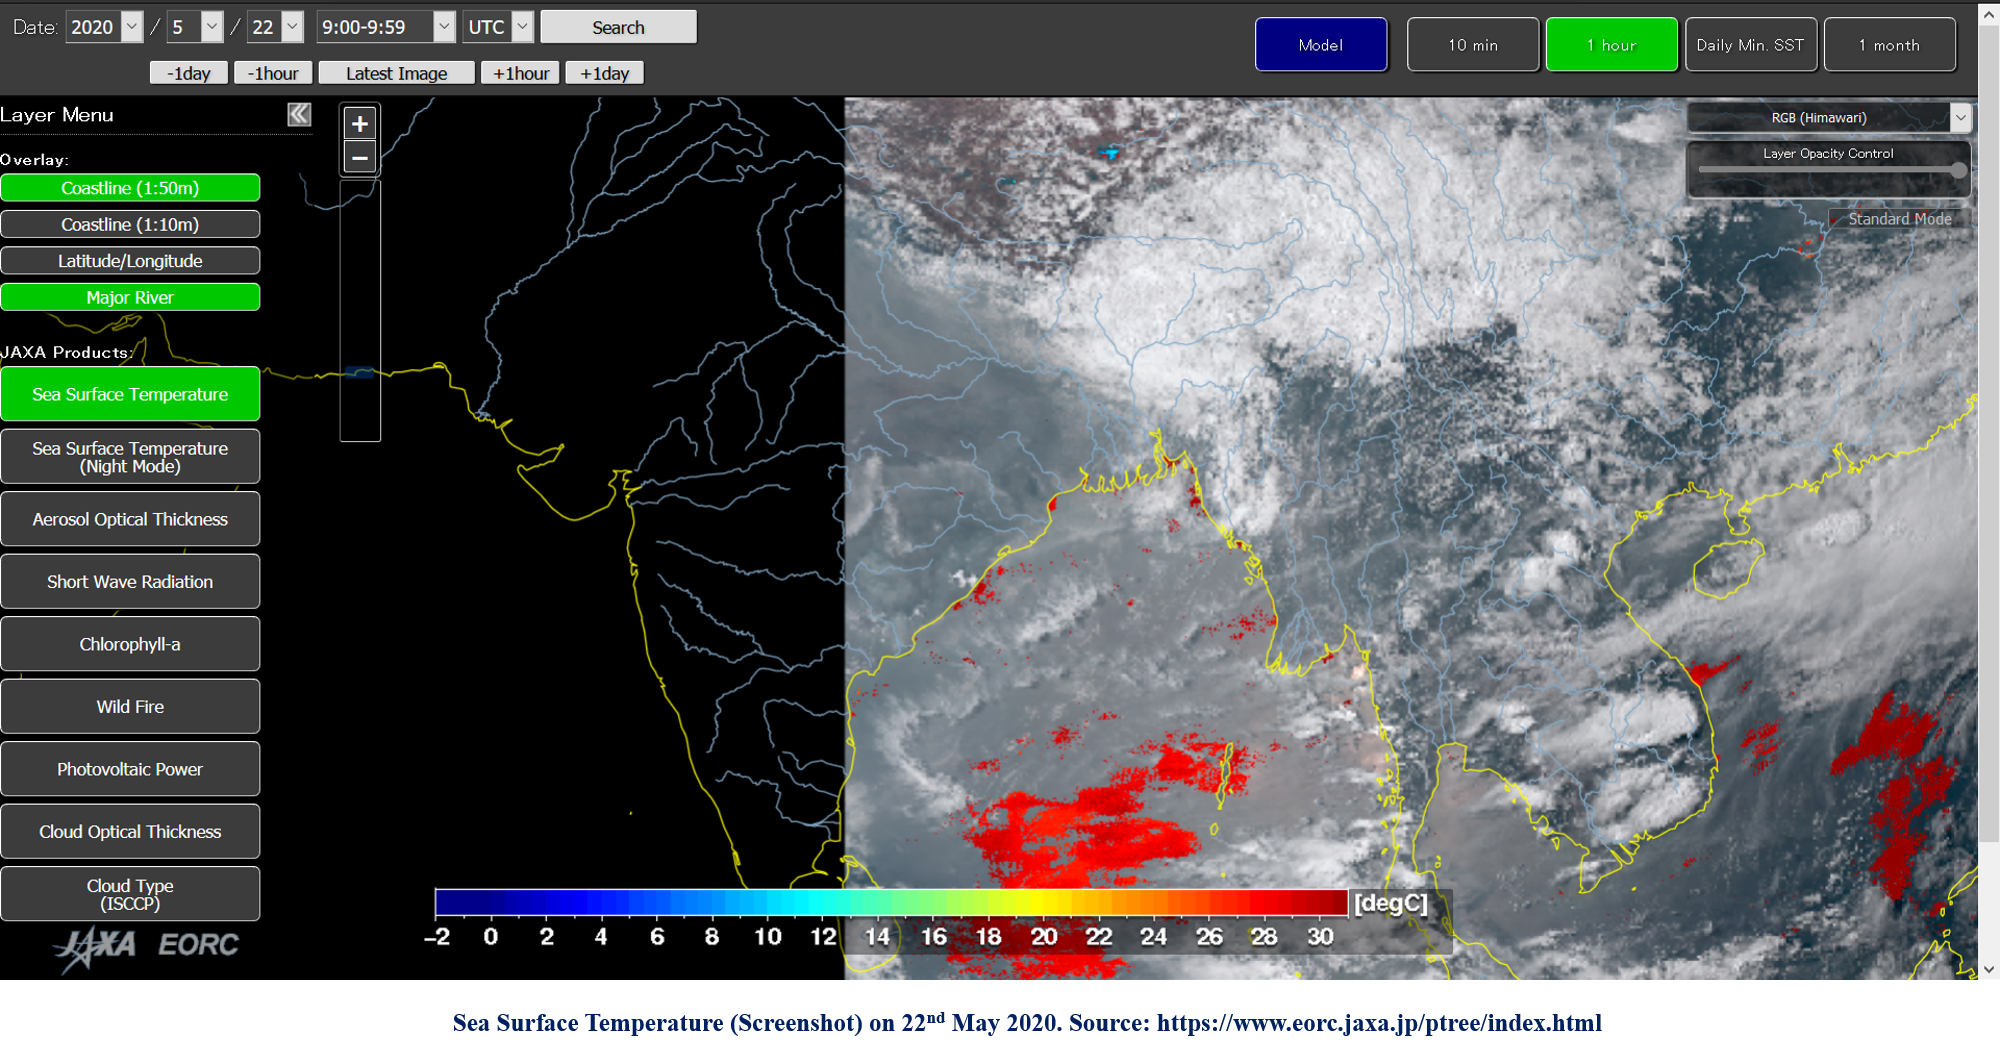 Date: 2020 / 5 / 22 9:00-9:59 UTC Search
-1day -1hour Latest Image +1hour +1day
Model 10 min 1 hour Daily Min. SST 1 month
Layer Menu
+
−
RGB (Himawari)
Layer Opacity Control
Standard Mode
Overlay:
Coastline (1:50m)
Coastline (1:10m)
Latitude/Longitude
Major River
JAXA Products:
Sea Surface Temperature
Sea Surface Temperature
(Night Mode)
Aerosol Optical Thickness
Short Wave Radiation
Chlorophyll-a
Wild Fire
Photovoltaic Power
Cloud Optical Thickness
Cloud Type
(ISCCP)
JAXA EORC
[degC]
−2 0 2 4 6 8 10 12 14 16 18 20 22 24 26 28 30
Sea Surface Temperature (Screenshot) on 22nd May 2020. Source: https://www.eorc.jaxa.jp/ptree/index.html